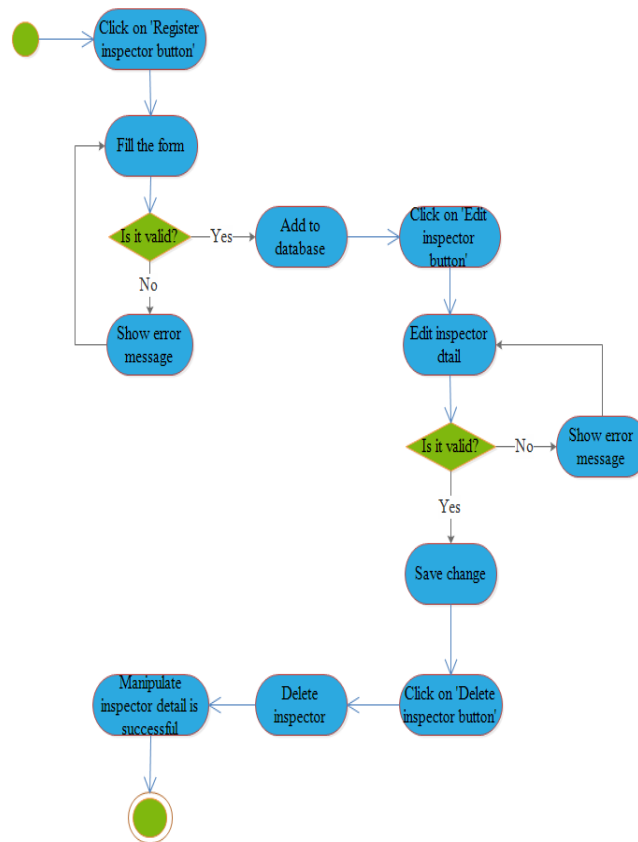 Click on 'Register
inspector button'
Fill the form
Is it valid?
Yes
Add to
database
Click on 'Edit
inspector
button'
No
Show error
message
Edit inspector
dtail
Is it valid?
No
Show error
message
Yes
Save change
Click on 'Delete
inspector button'
Delete
inspector
Manipulate
inspector detail is
successful